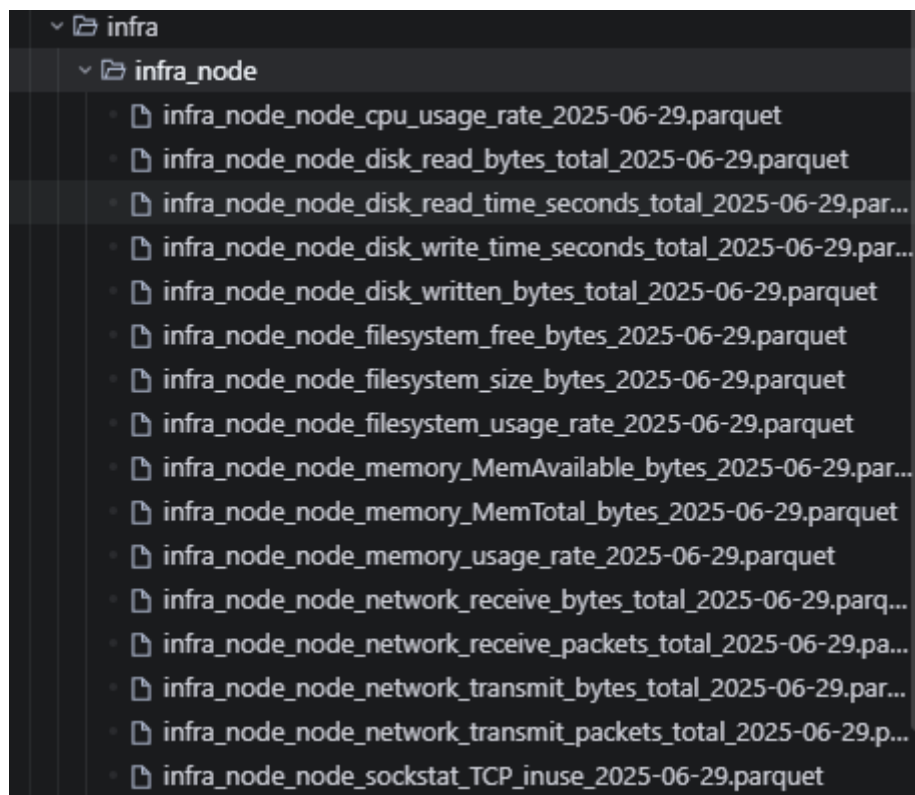 infra
infra_node
infra_node_node_cpu_usage_rate_2025-06-29.parquet
infra_node_node_disk_read_bytes_total_2025-06-29.parquet
infra_node_node_disk_read_time_seconds_total_2025-06-29.par...
infra_node_node_disk_write_time_seconds_total_2025-06-29.par...
infra_node_node_disk_written_bytes_total_2025-06-29.parquet
infra_node_node_filesystem_free_bytes_2025-06-29.parquet
infra_node_node_filesystem_size_bytes_2025-06-29.parquet
infra_node_node_filesystem_usage_rate_2025-06-29.parquet
infra_node_node_memory_MemAvailable_bytes_2025-06-29.par...
infra_node_node_memory_MemTotal_bytes_2025-06-29.parquet
infra_node_node_memory_usage_rate_2025-06-29.parquet
infra_node_node_network_receive_bytes_total_2025-06-29.parq...
infra_node_node_network_receive_packets_total_2025-06-29.pa...
infra_node_node_network_transmit_bytes_total_2025-06-29.par...
infra_node_node_network_transmit_packets_total_2025-06-29.p...
infra_node_node_sockstat_TCP_inuse_2025-06-29.parquet